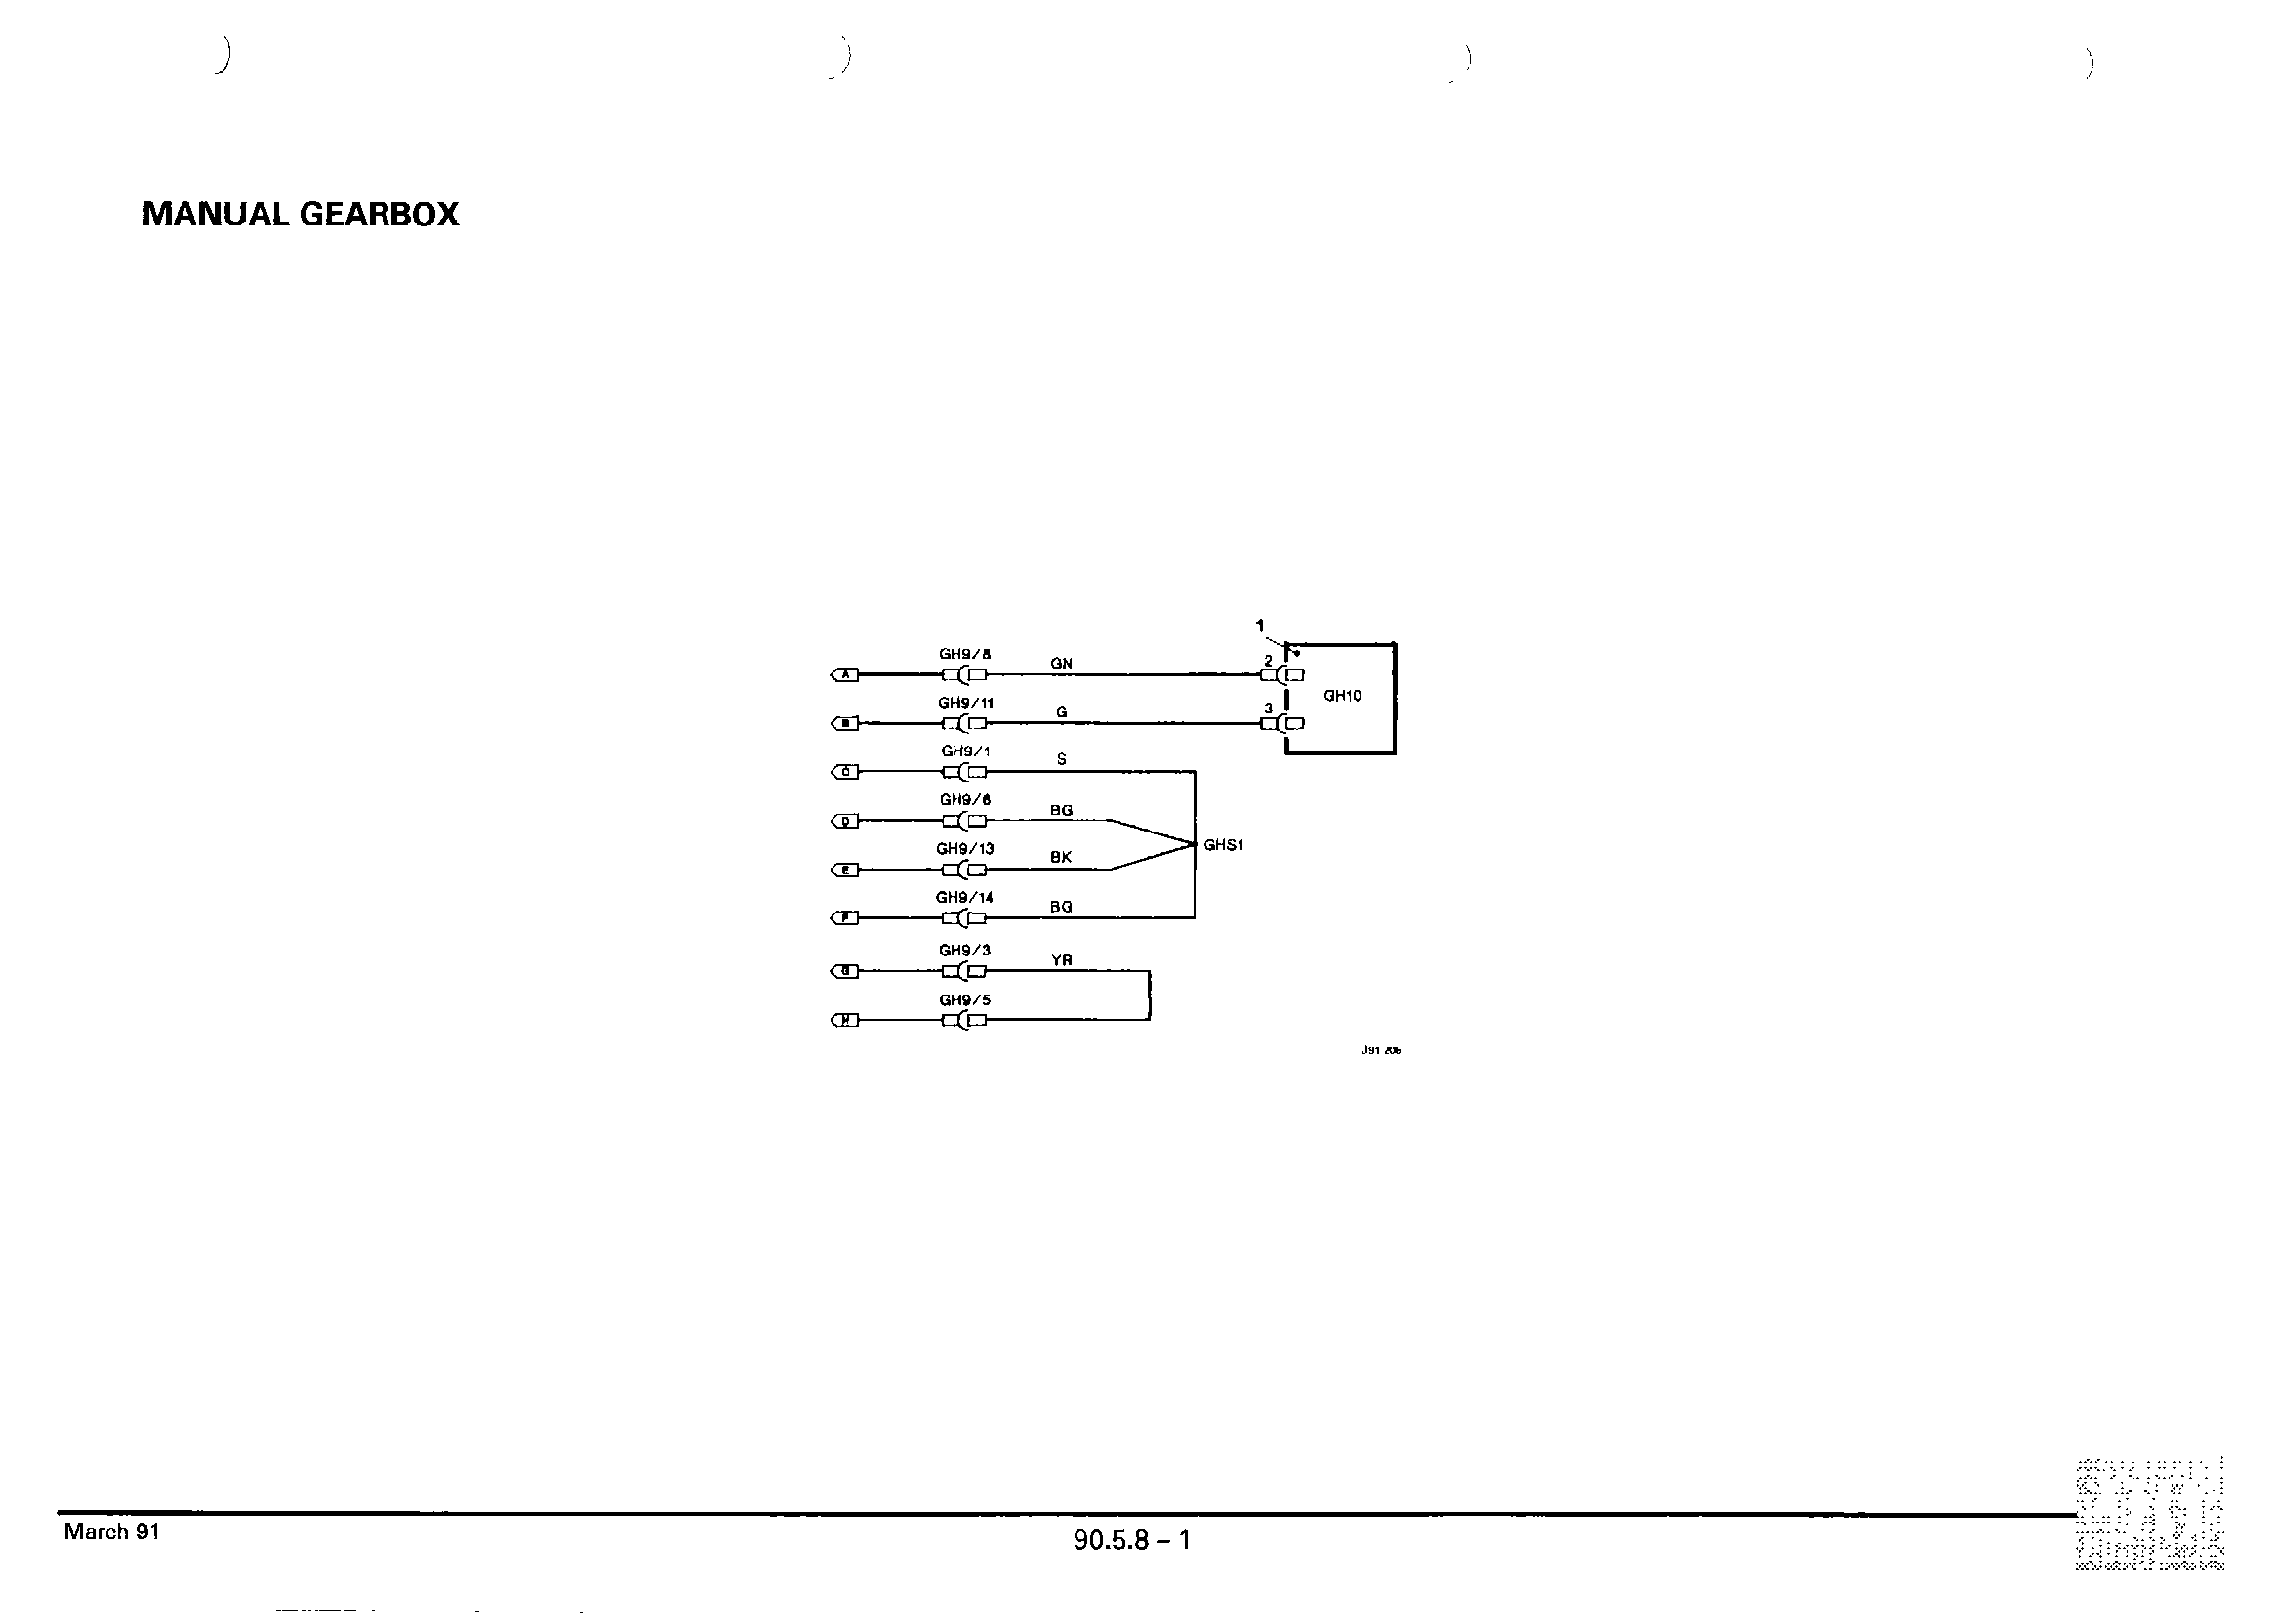 MANUAL GEARBOX
1
GH9/8 GN 2
A
GH10
GH9/11 G 3
B
GH9/1 S
C
GH9/6 BG
D
GHS1
GH9/13 BK
E
GH9/14 BG
F
GH9/3 YR
G
GH9/5
H
J91 206
March 91
90.5.8 – 1